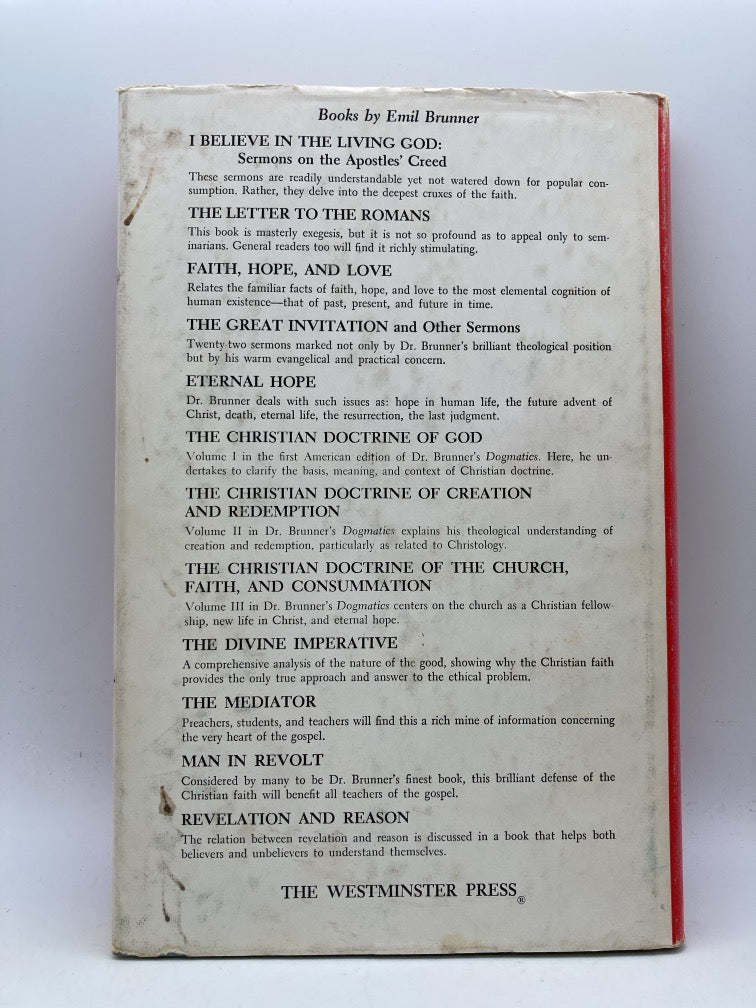 Books by Emil Brunner
I BELIEVE IN THE LIVING GOD:
Sermons on the Apostles' Creed
These sermons are readily understandable yet not watered down for popular con-
sumption. Rather, they delve into the deepest cruxes of the faith.
THE LETTER TO THE ROMANS
This book is masterly exegesis, but it is not so profound as to appeal only to sem-
inarians. General readers too will find it richly stimulating.
FAITH, HOPE, AND LOVE
Relates the familiar facts of faith, hope, and love to the most elemental cognition of
human existence—that of past, present, and future in time.
THE GREAT INVITATION and Other Sermons
Twenty-two sermons marked not only by Dr. Brunner's brilliant theological position
but by his warm evangelical and practical concern.
ETERNAL HOPE
Dr. Brunner deals with such issues as: hope in human life, the future advent of
Christ, death, eternal life, the resurrection, the last judgment.
THE CHRISTIAN DOCTRINE OF GOD
Volume I in the first American edition of Dr. Brunner's Dogmatics. Here, he un-
dertakes to clarify the basis, meaning, and context of Christian doctrine.
THE CHRISTIAN DOCTRINE OF CREATION
AND REDEMPTION
Volume II in Dr. Brunner's Dogmatics explains his theological understanding of
creation and redemption, particularly as related to Christology.
THE CHRISTIAN DOCTRINE OF THE CHURCH,
FAITH, AND CONSUMMATION
Volume III in Dr. Brunner's Dogmatics centers on the church as a Christian fellow-
ship, new life in Christ, and eternal hope.
THE DIVINE IMPERATIVE
A comprehensive analysis of the nature of the good, showing why the Christian faith
provides the only true approach and answer to the ethical problem.
THE MEDIATOR
Preachers, students, and teachers will find this a rich mine of information concerning
the very heart of the gospel.
MAN IN REVOLT
Considered by many to be Dr. Brunner's finest book, this brilliant defense of the
Christian faith will benefit all teachers of the gospel.
REVELATION AND REASON
The relation between revelation and reason is discussed in a book that helps both
believers and unbelievers to understand themselves.
THE WESTMINSTER PRESS®